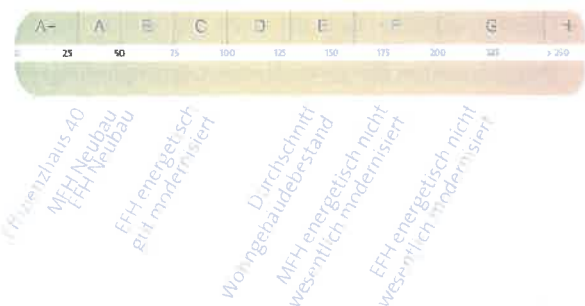 A+ A B C D E F G H
0 25 50 75 100 125 150 175 200 225 > 250
Effizienzhaus 40
MFH Neubau
EFH Neubau
EFH energetisch
gut modernisiert
Durchschnitt
Wohngebäudebestand
MFH energetisch nicht
wesentlich modernisiert
EFH energetisch nicht
wesentlich modernisiert